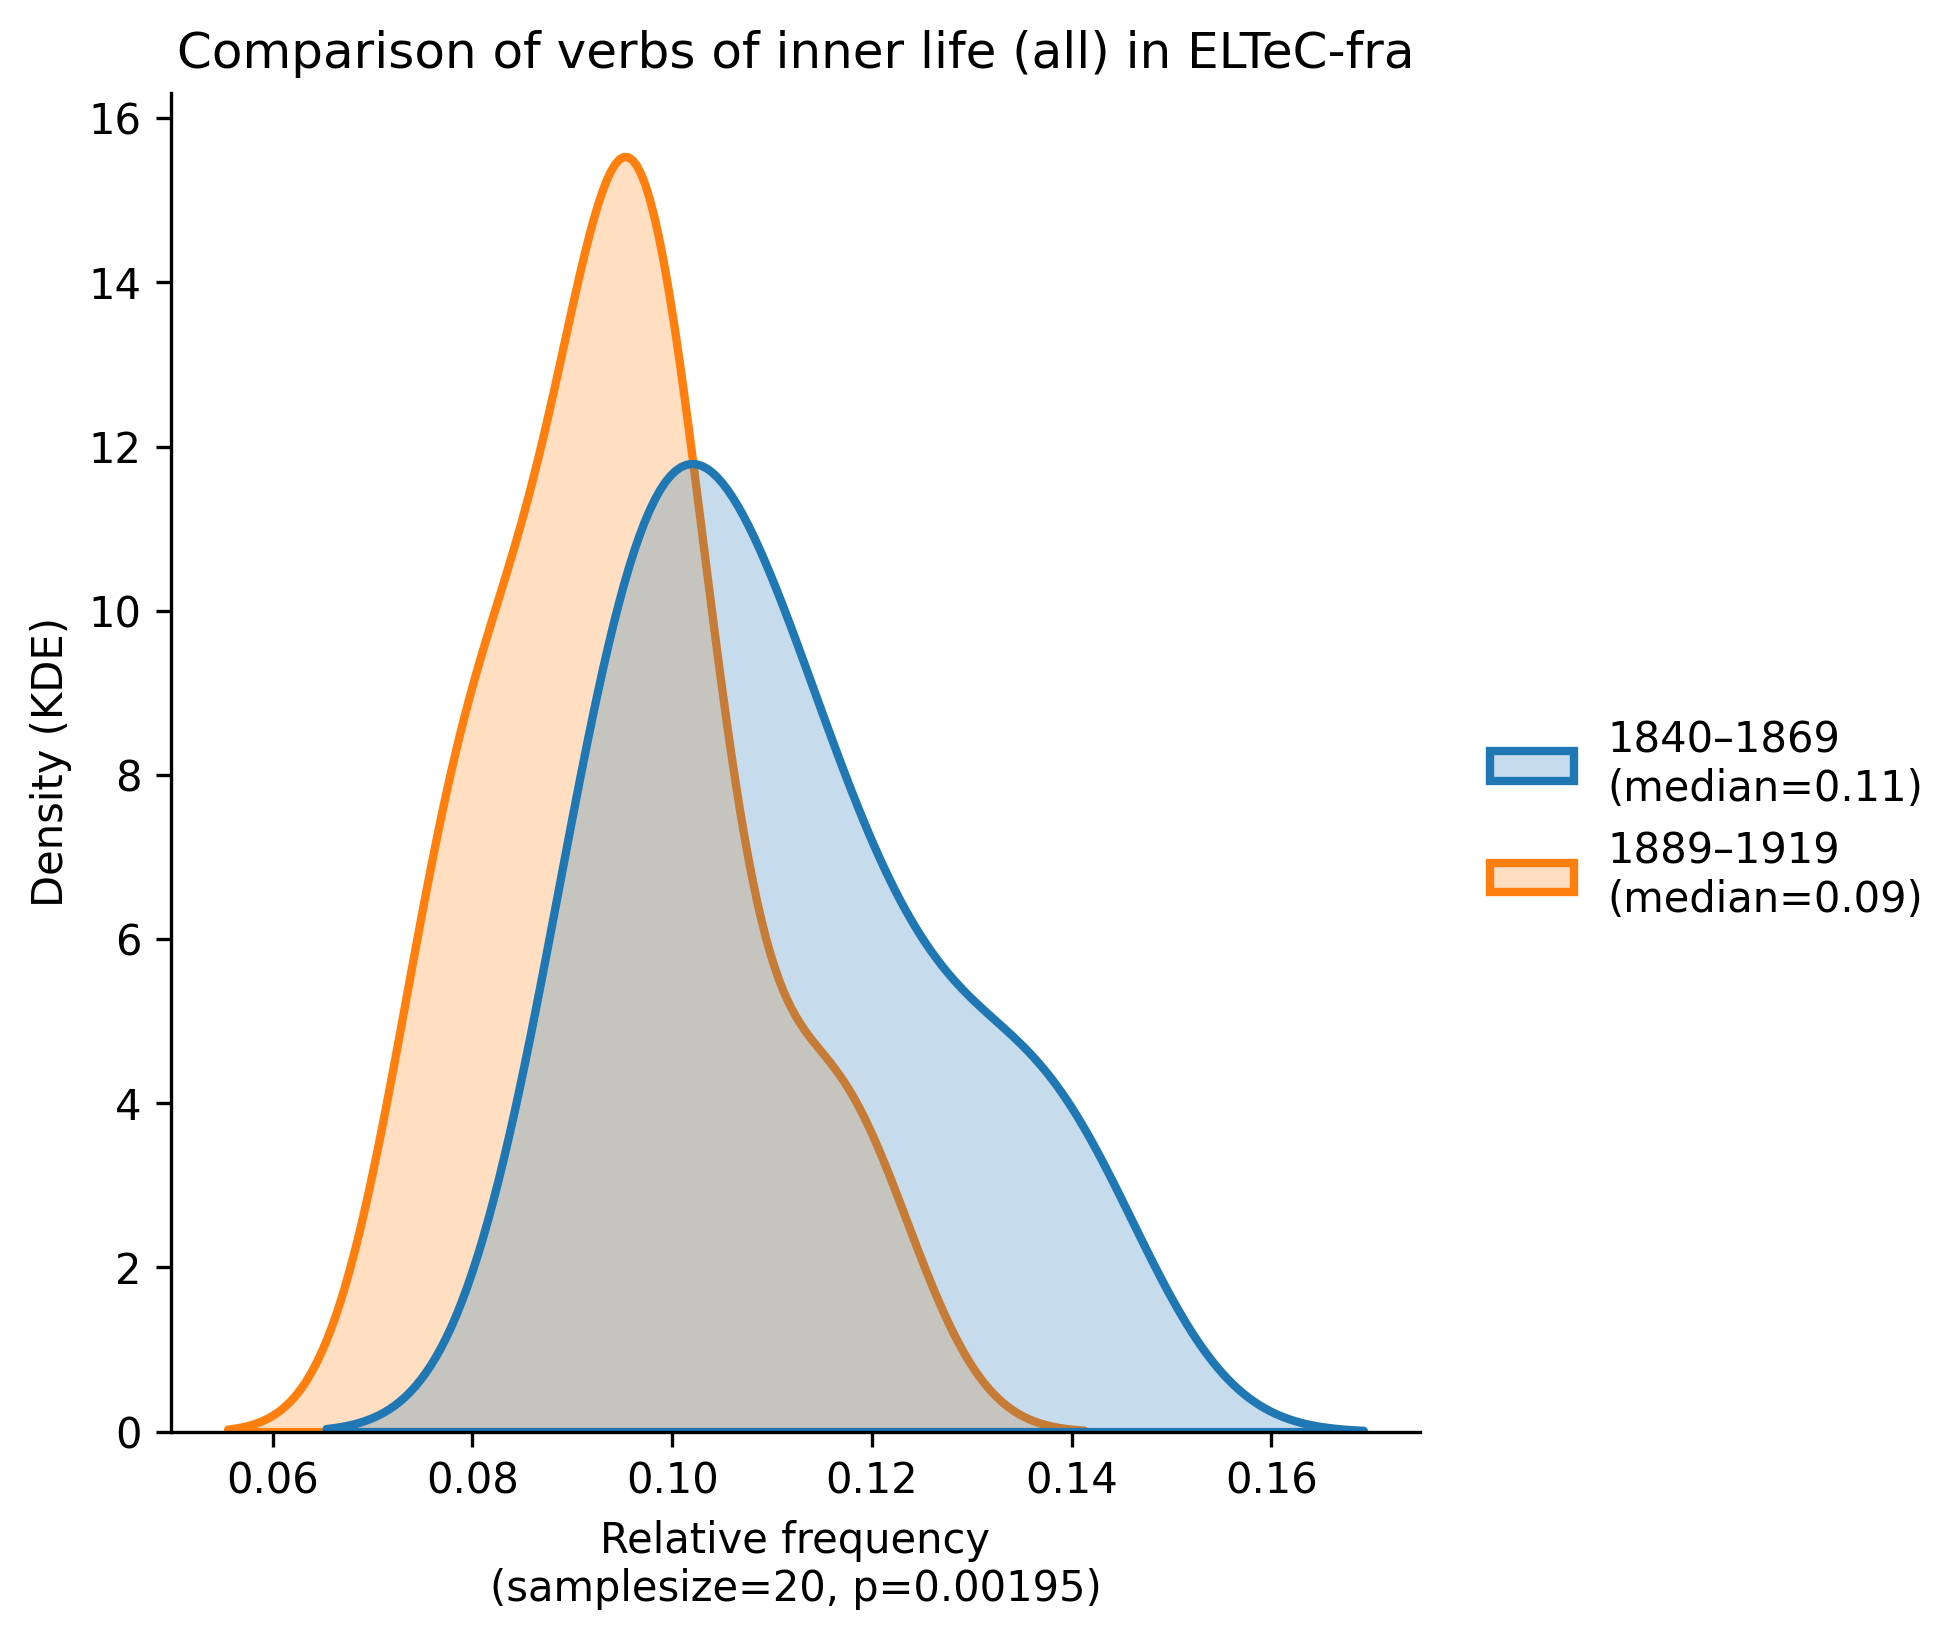 Comparison of verbs of inner life (all) in ELTeC-fra
16
14
12
10
8
6
4
2
0
Density (KDE)
0.06 0.08 0.10 0.12 0.14 0.16
Relative frequency
(samplesize=20, p=0.00195)
1840–1869
(median=0.11)
1889–1919
(median=0.09)